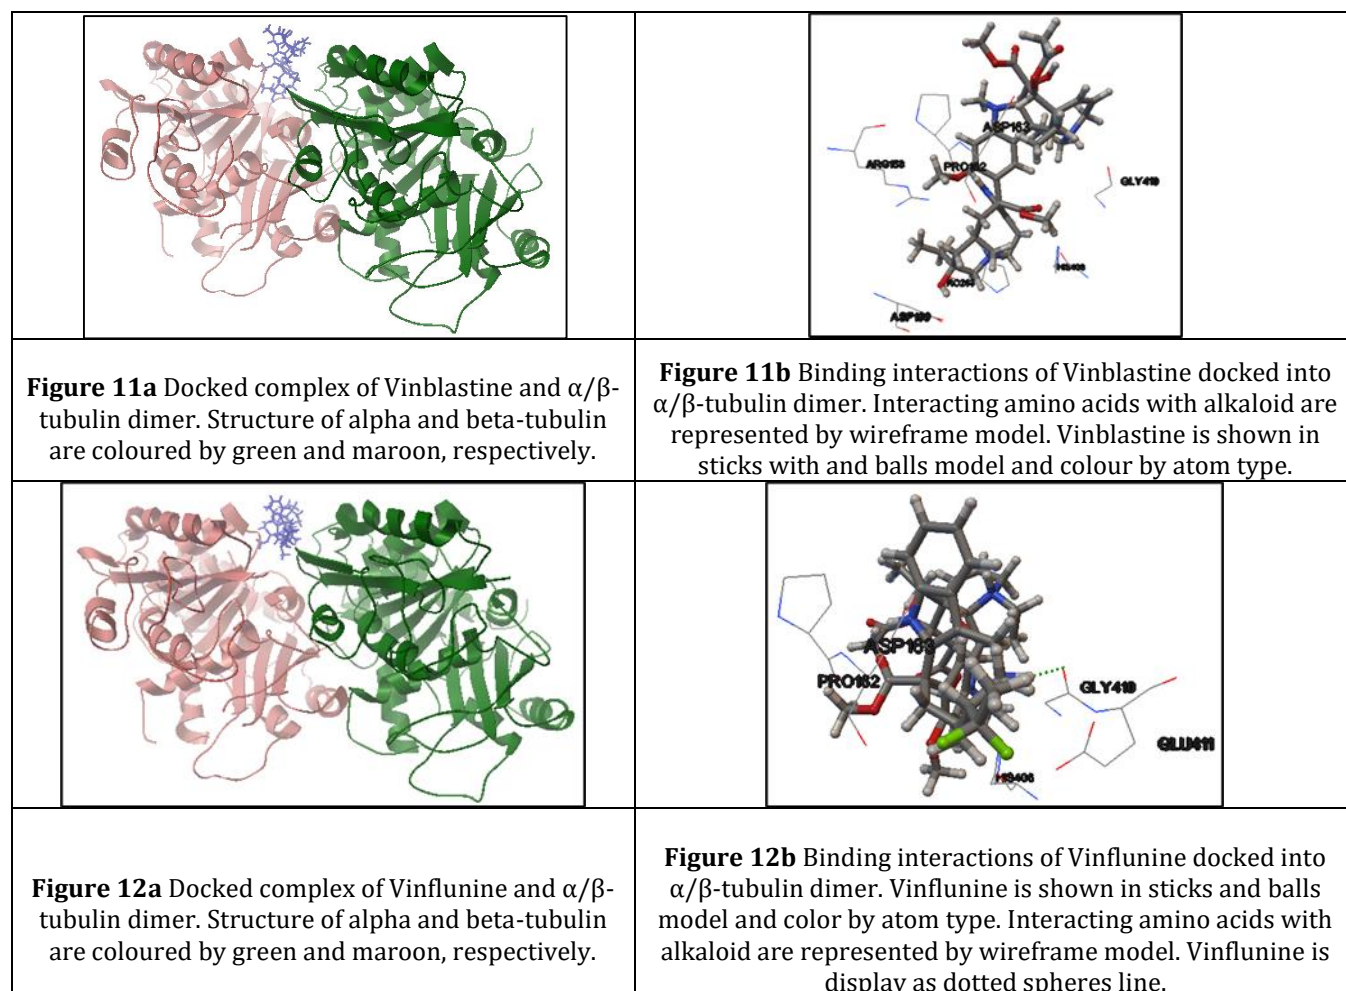 ASP163
ARG158
PRO162
GLY410
HIS406
ASP199
Figure 11a Docked complex of Vinblastine and α/β-
tubulin dimer. Structure of alpha and beta-tubulin
are coloured by green and maroon, respectively.
Figure 11b Binding interactions of Vinblastine docked into
α/β-tubulin dimer. Interacting amino acids with alkaloid are
represented by wireframe model. Vinblastine is shown in
sticks with and balls model and colour by atom type.
ASP163
PRO162
GLY410
GLU411
HIS406
Figure 12a Docked complex of Vinflunine and α/β-
tubulin dimer. Structure of alpha and beta-tubulin
are coloured by green and maroon, respectively.
Figure 12b Binding interactions of Vinflunine docked into
α/β-tubulin dimer. Vinflunine is shown in sticks and balls
model and color by atom type. Interacting amino acids with
alkaloid are represented by wireframe model. Vinflunine is
display as dotted spheres line.